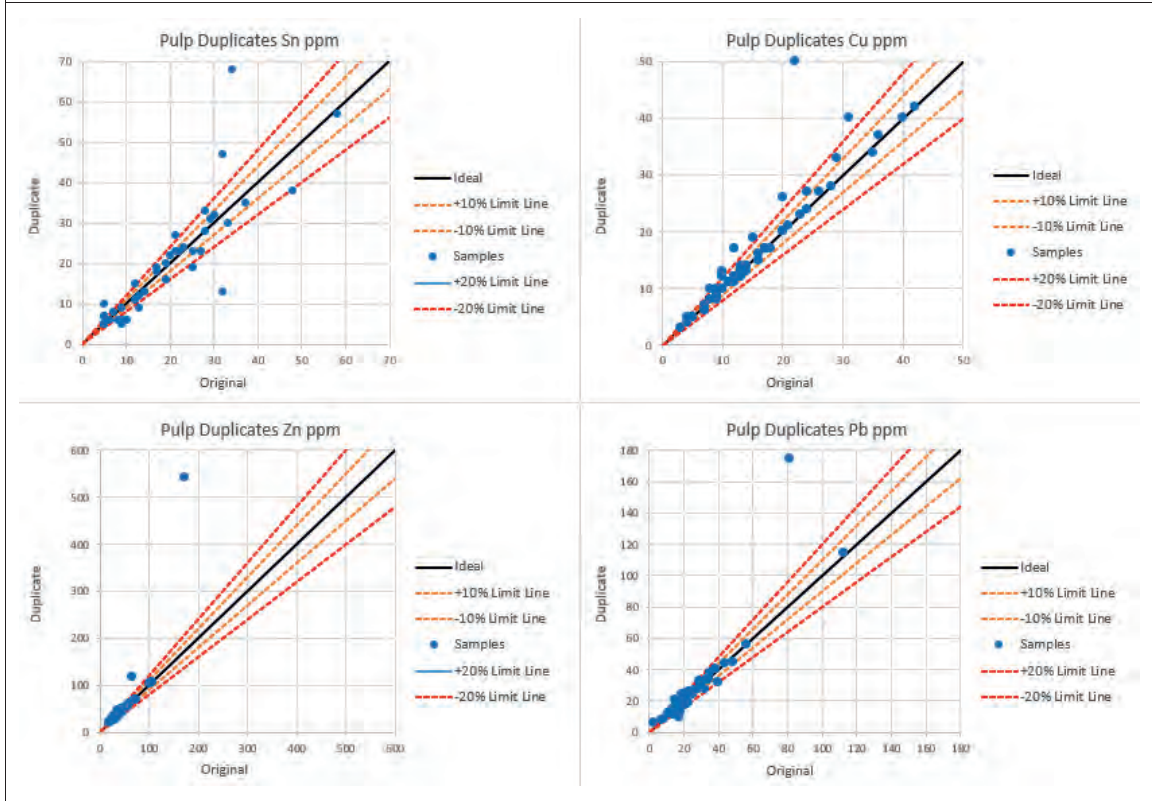 Pulp Duplicates Sn ppm
70
60
50
40
30
20
10
0
Duplicate
0 10 20 30 40 50 60 70
Original
Ideal
+10% Limit Line
-10% Limit Line
Samples
+20% Limit Line
-20% Limit Line
Pulp Duplicates Cu ppm
50
40
30
20
10
0
Duplicate
0 10 20 30 40 50
Original
Ideal
+10% Limit Line
-10% Limit Line
Samples
+20% Limit Line
-20% Limit Line
Pulp Duplicates Zn ppm
600
500
400
300
200
100
0
Duplicate
0 100 200 300 400 500 600
Original
Ideal
+10% Limit Line
-10% Limit Line
Samples
+20% Limit Line
-20% Limit Line
Pulp Duplicates Pb ppm
180
160
140
120
100
80
60
40
20
0
Duplicate
0 20 40 60 80 100 120 140 160 180
Original
Ideal
+10% Limit Line
-10% Limit Line
Samples
+20% Limit Line
-20% Limit Line